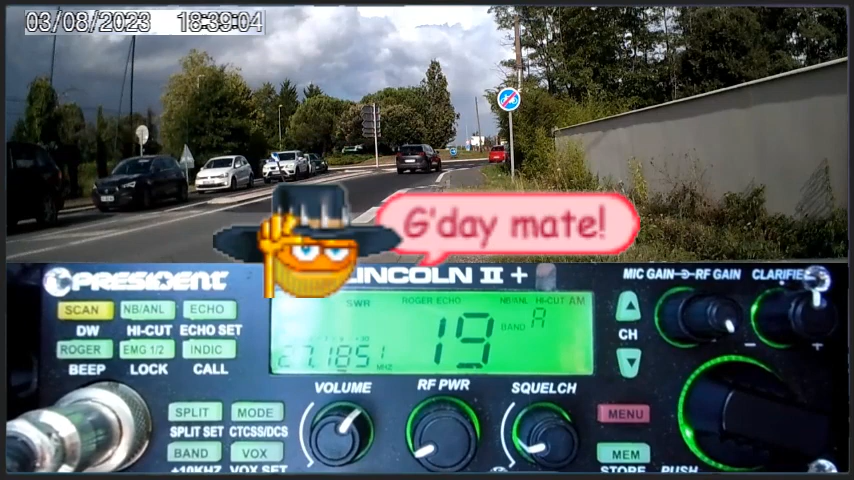 03/08/2023 18:39:04
G'day mate!
PRESIDENT LINCOLN II +
MIC GAIN RF GAIN CLARIFIE
SCAN NB/ANL ECHO
DW HI-CUT ECHO SET
ROGER EMG 1/2 INDIC
BEEP LOCK CALL
SWR ROGER ECHO NB/ANL HI-CUT AM
19 BAND A
27.1851 MHZ
CH
VOLUME RF PWR SQUELCH
SPLIT MODE
SPLIT SET CTCSS/DCS
BAND VOX
+10KHZ VOX SET
MENU
MEM
STORE PUSH
- +